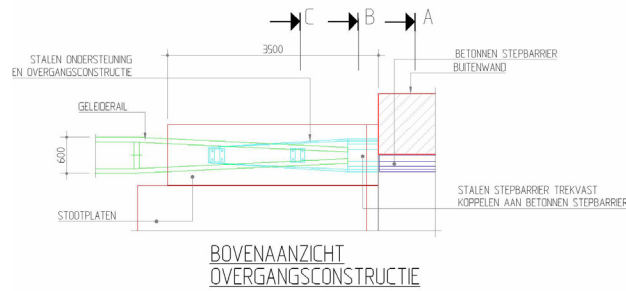 C
B
A
3500
STALEN ONDERSTEUNING
EN OVERGANGSCONSTRUCTIE
BETONNEN STEPBARRIER
BUITENWAND
GELEIDERAIL
600
STOOTPLATEN
STALEN STEPBARRIER TREKVAST
KOPPELEN AAN BETONNEN STEPBARRIER
BOVENAANZICHT
OVERGANGSCONSTRUCTIE